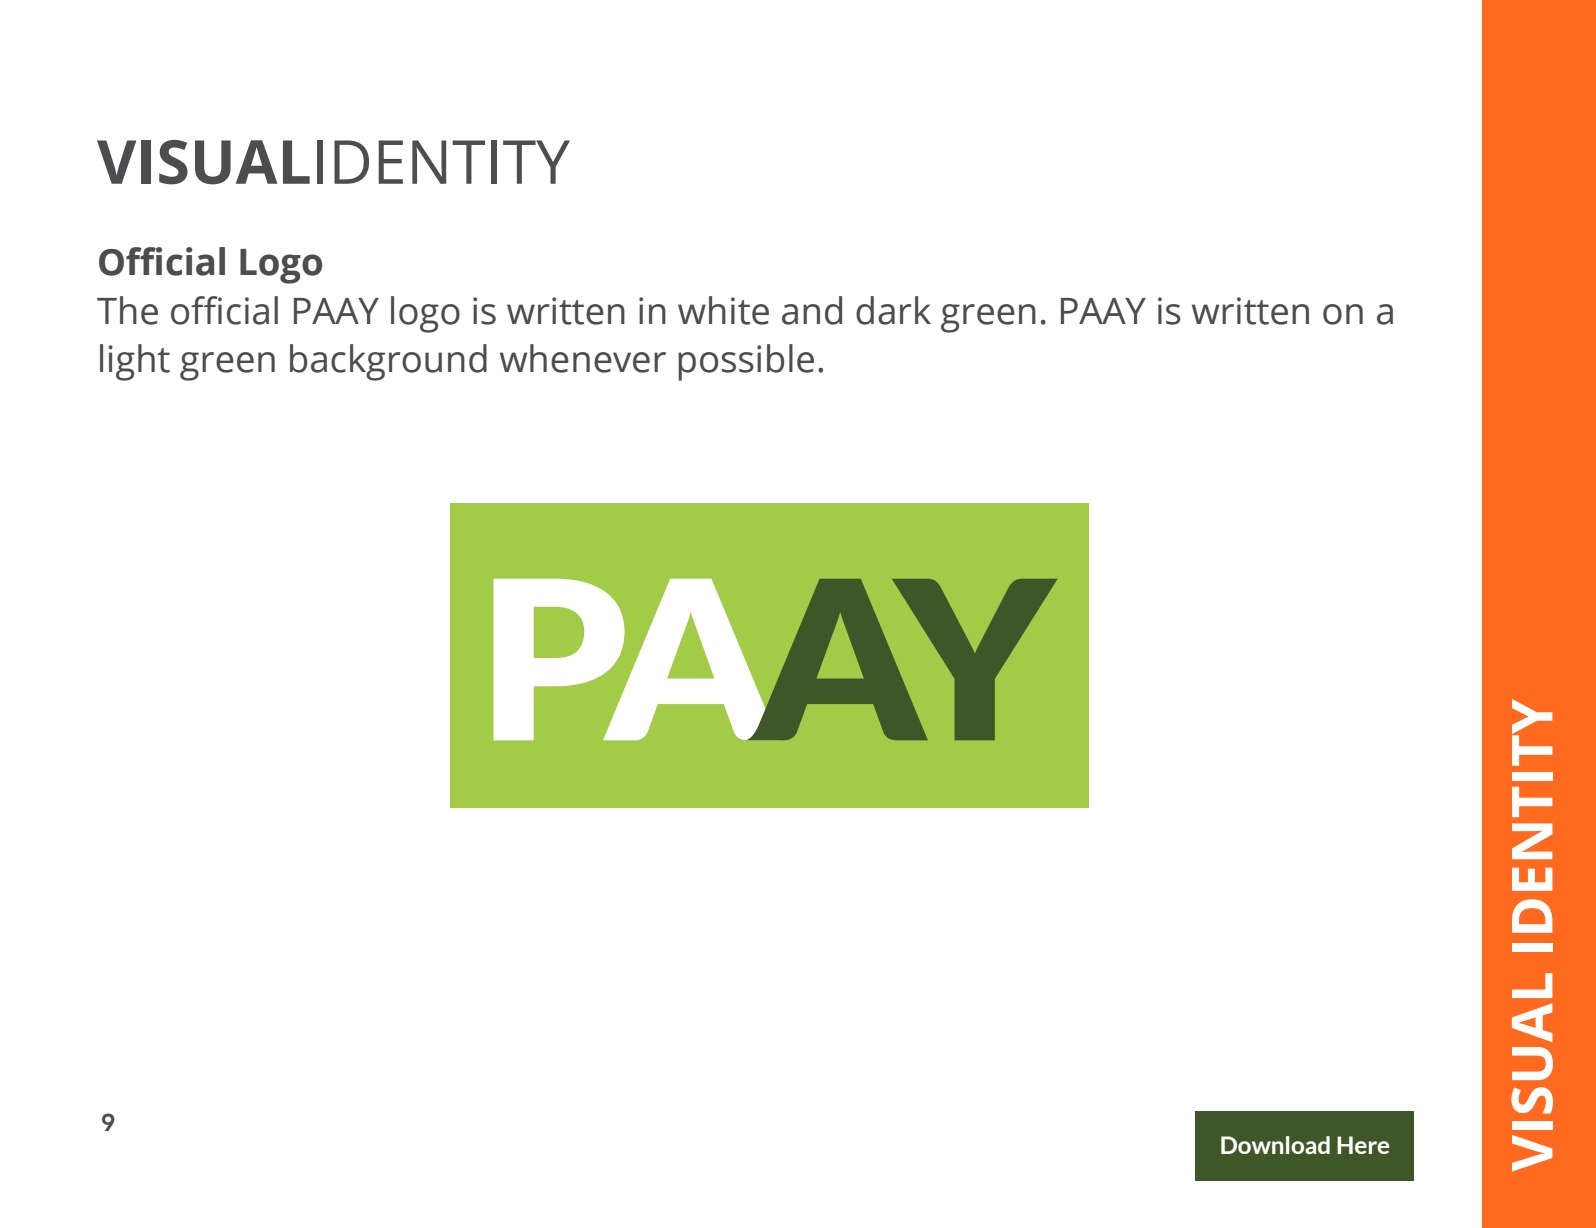 VISUALIDENTITY
Official Logo
The official PAAY logo is written in white and dark green. PAAY is written on a
light green background whenever possible.
PAAY
9
Download Here
VISUAL IDENTITY